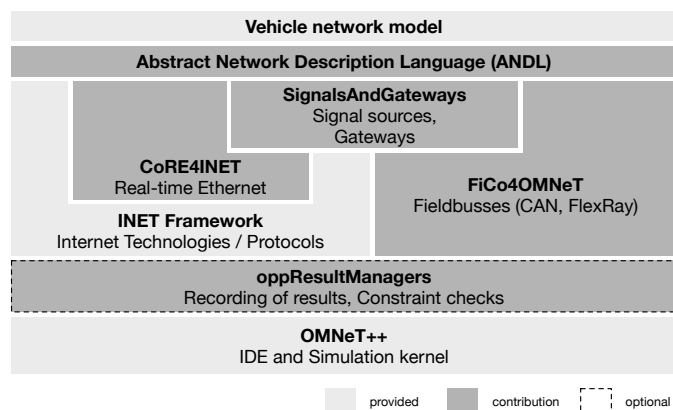 Vehicle network model
Abstract Network Description Language (ANDL)
SignalsAndGateways
Signal sources,
Gateways
CoRE4INET
Real-time Ethernet
FiCo4OMNeT
Fieldbusses (CAN, FlexRay)
INET Framework
Internet Technologies / Protocols
oppResultManagers
Recording of results, Constraint checks
OMNeT++
IDE and Simulation kernel
provided
contribution
optional